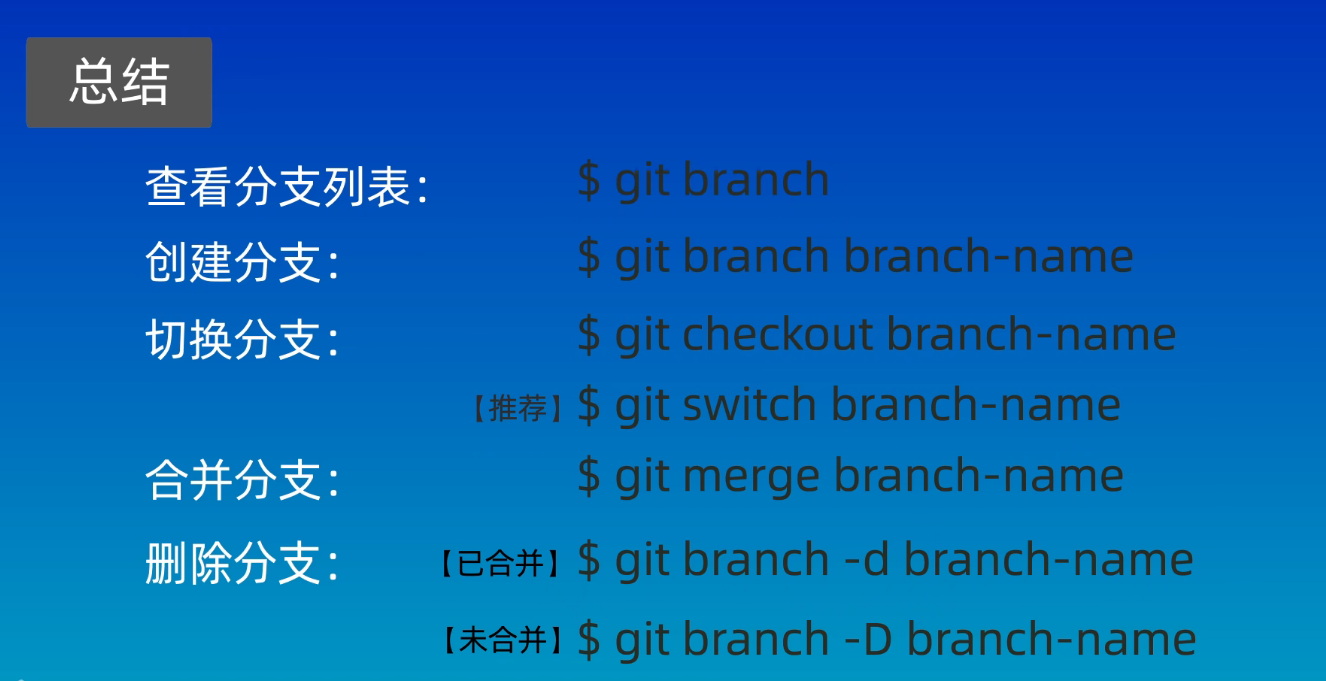 总结
查看分支列表： $ git branch
创建分支： $ git branch branch-name
切换分支： $ git checkout branch-name
【推荐】 $ git switch branch-name
合并分支： $ git merge branch-name
删除分支： 【已合并】 $ git branch -d branch-name
【未合并】 $ git branch -D branch-name